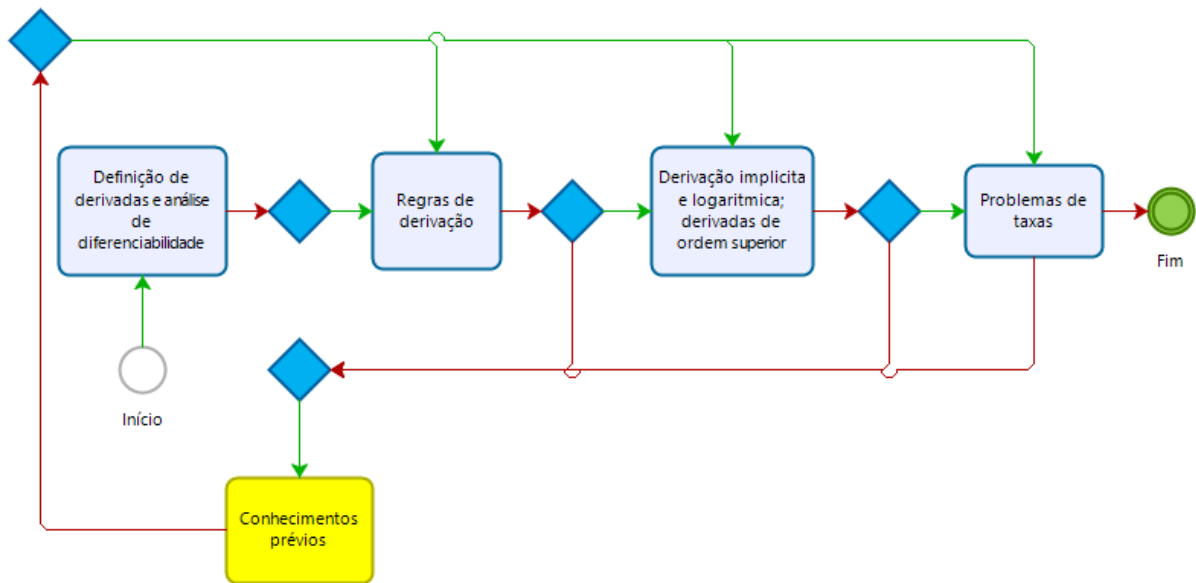 Definição de
derivadas e análise
de
diferenciabilidade
Regras de
derivação
Derivação implicita
e logaritmica;
derivadas de
ordem superior
Problemas de
taxas
Fim
Início
Conhecimentos
prévios